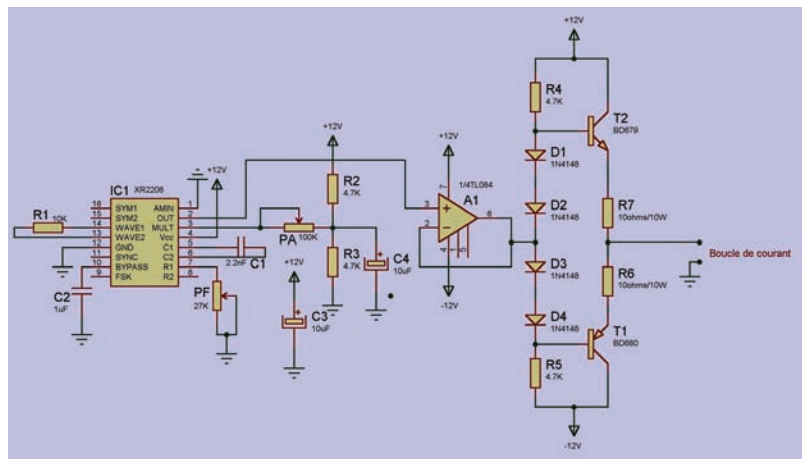 +12V
R4
4.7K
T2
BD679
+12V
+12V
D1
1N4148
IC1 XR2206
+12V
R2
4.7K
1/4TL084
A1
16 SYM1 AMIN 1
15 SYM2 OUT 2
14 WAVE1 MULT 3
13 WAVE2 Vcc 4
12 GND C1 5
11 SYNC C2 6
10 BYPASS R1 7
9 FSK R2 8
R1 10K
PA 100K
2.2nF C1
3 + 7
2 - 6
4 1 5
D2
1N4148
R7
10ohms/10W
Boucle de courant
R3
4.7K
C4
10uF
+12V
-12V
D3
1N4148
R6
10ohms/10W
C2
1uF
PF
27K
C3
10uF
D4
1N4148
T1
BD680
R5
4.7K
-12V